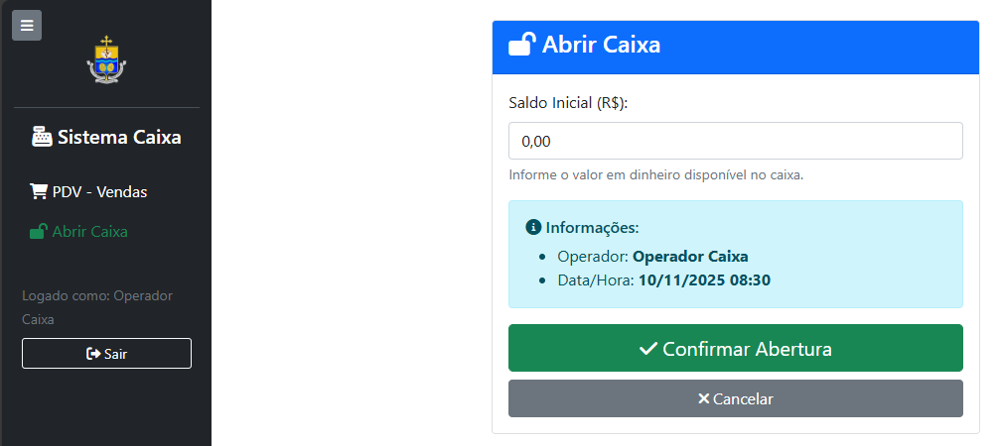 Sistema Caixa
PDV - Vendas
Abrir Caixa
Logado como: Operador
Caixa
Sair
Abrir Caixa
Saldo Inicial (R$):
0,00
Informe o valor em dinheiro disponível no caixa.
Informações:
Operador: Operador Caixa
Data/Hora: 10/11/2025 08:30
Confirmar Abertura
Cancelar